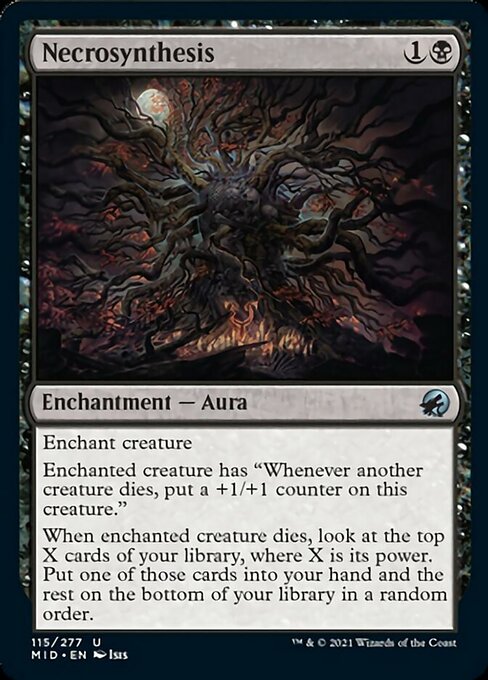 Necrosynthesis 1
Enchantment — Aura
Enchant creature
Enchanted creature has “Whenever another
creature dies, put a +1/+1 counter on this
creature.”
When enchanted creature dies, look at the top
X cards of your library, where X is its power.
Put one of those cards into your hand and the
rest on the bottom of your library in a random
order.
115/277 U
MID • EN Isis
™ & © 2021 Wizards of the Coast